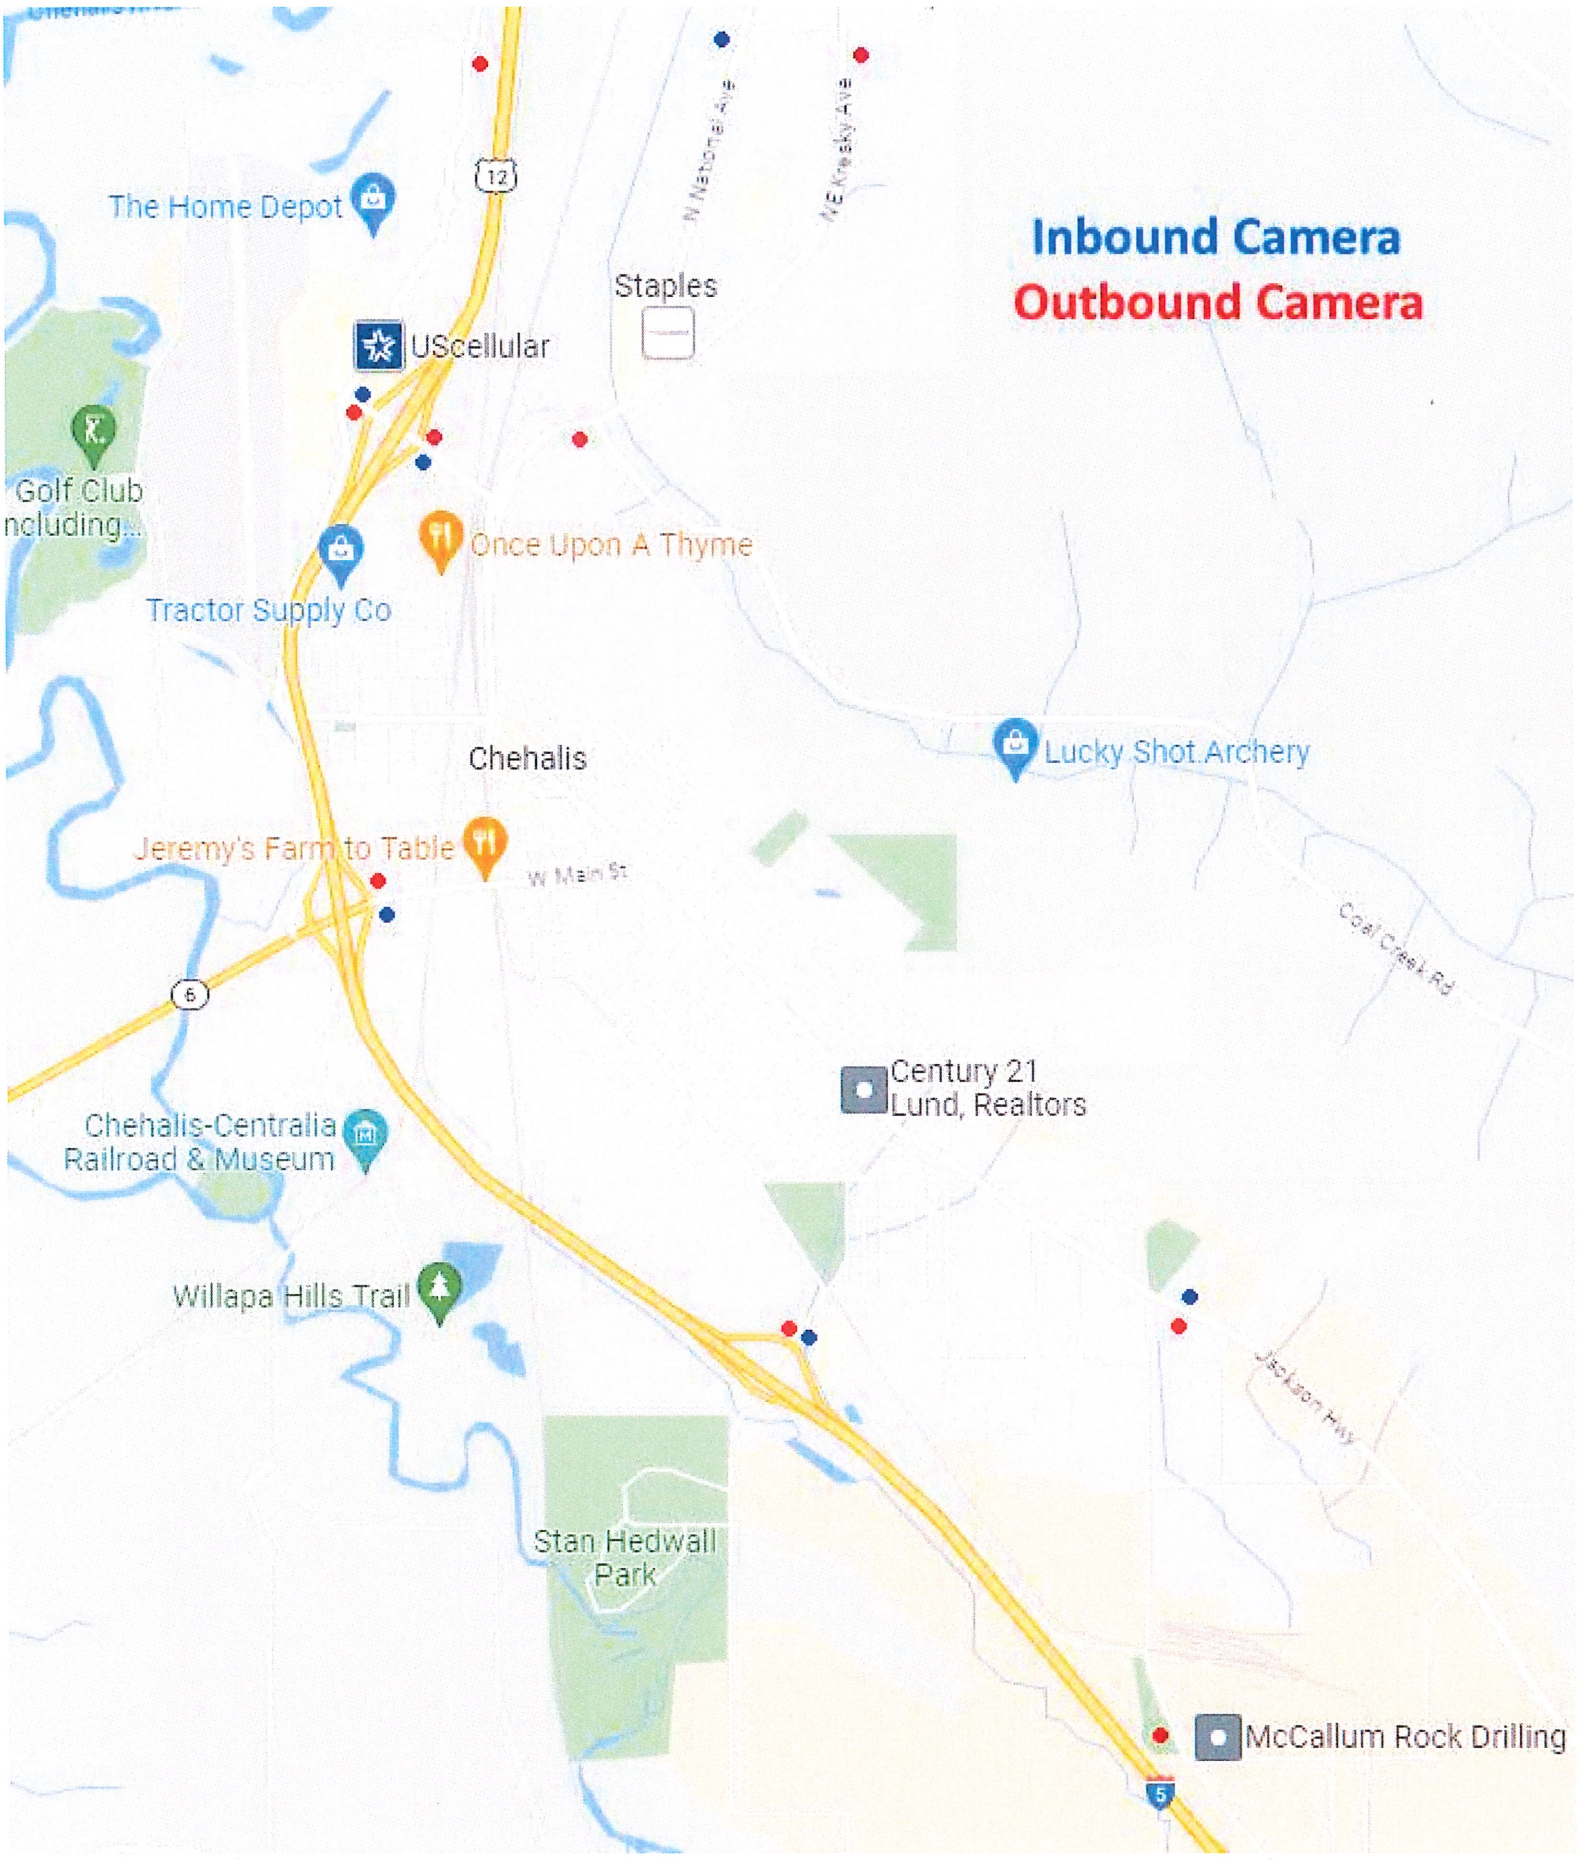 12
N National Ave
NE Kresky Ave
The Home Depot
Inbound Camera
Outbound Camera
Staples
UScellular
Golf Club
ncluding...
Once Upon A Thyme
Tractor Supply Co
Chehalis
Lucky Shot Archery
Jeremy's Farm to Table
W Main St
Coal Creek Rd
6
Century 21
Lund, Realtors
Chehalis-Centralia
Railroad & Museum
M
Willapa Hills Trail
Jackson Hwy
Stan Hedwall
Park
McCallum Rock Drilling
5